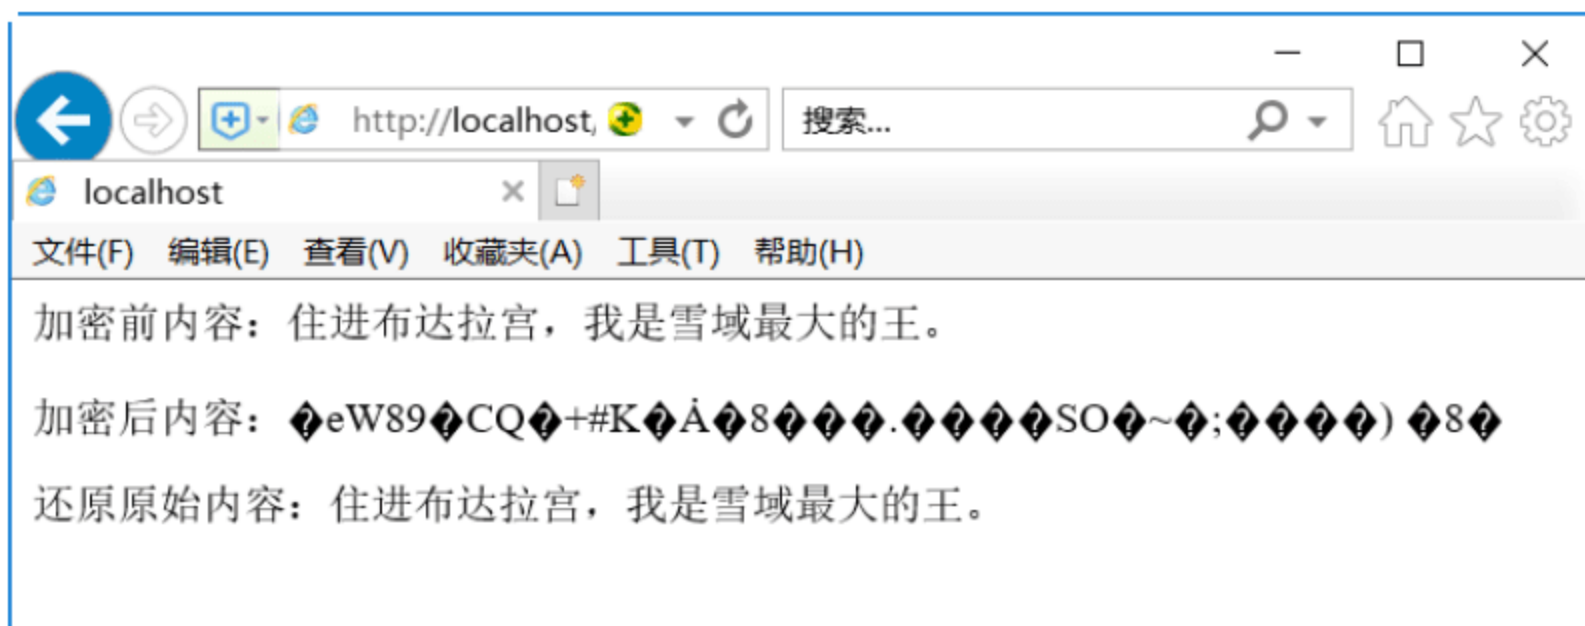 http://localhost,
搜索...
localhost
文件(F) 编辑(E) 查看(V) 收藏夹(A) 工具(T) 帮助(H)
加密前内容：住进布达拉宫，我是雪域最大的王。
加密后内容：�eW89�CQ�+#K�Ȧ�8���.����SO�~�;����) �8�
还原原始内容：住进布达拉宫，我是雪域最大的王。